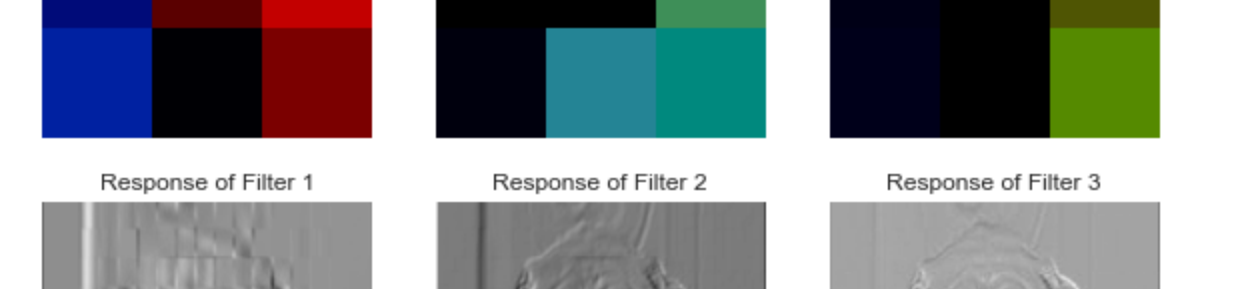 Response of Filter 1
Response of Filter 2
Response of Filter 3